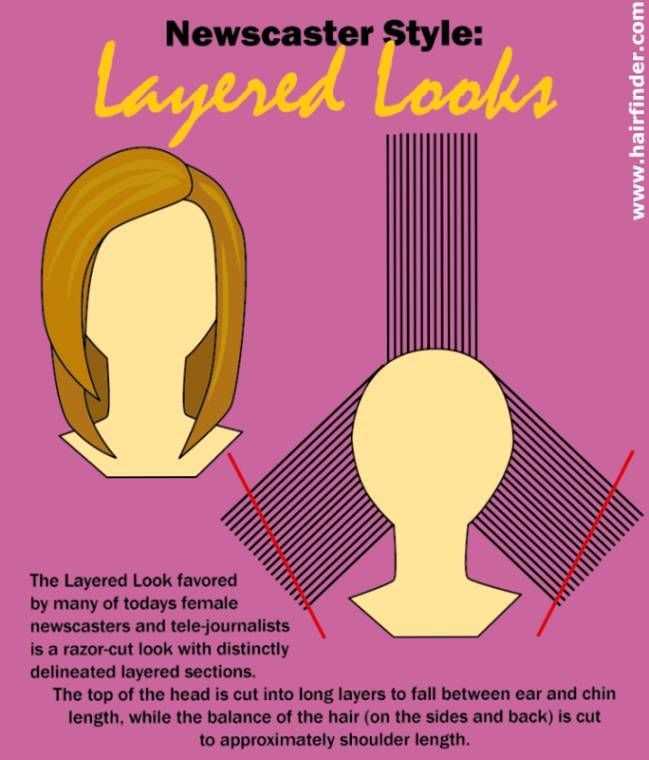 Newscaster Style:
Layered Looks
www.hairfinder.com
The Layered Look favored
by many of todays female
newscasters and tele-journalists
is a razor-cut look with distinctly
delineated layered sections.
The top of the head is cut into long layers to fall between ear and chin
length, while the balance of the hair (on the sides and back) is cut
to approximately shoulder length.